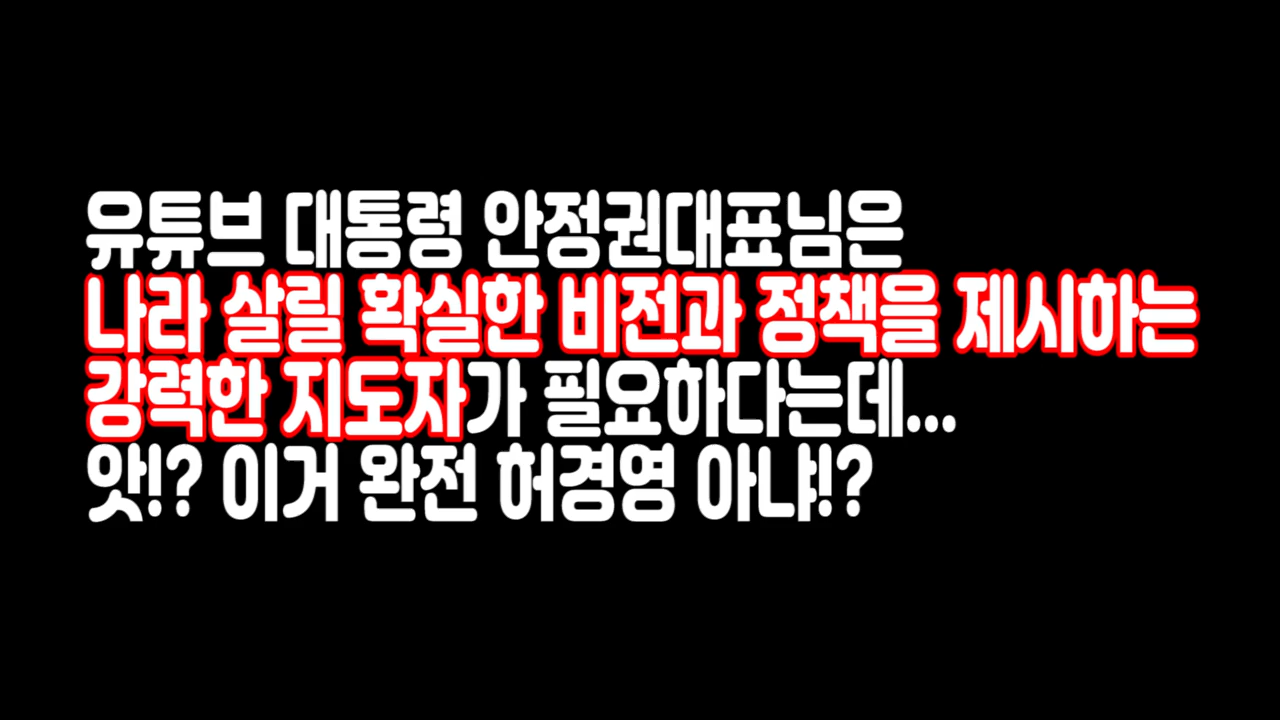 유튜브 대통령 안정권대표님은
나라 살릴 확실한 비전과 정책을 제시하는
강력한 지도자가 필요하다는데...
앗!? 이거 완전 허경영 아냐!?